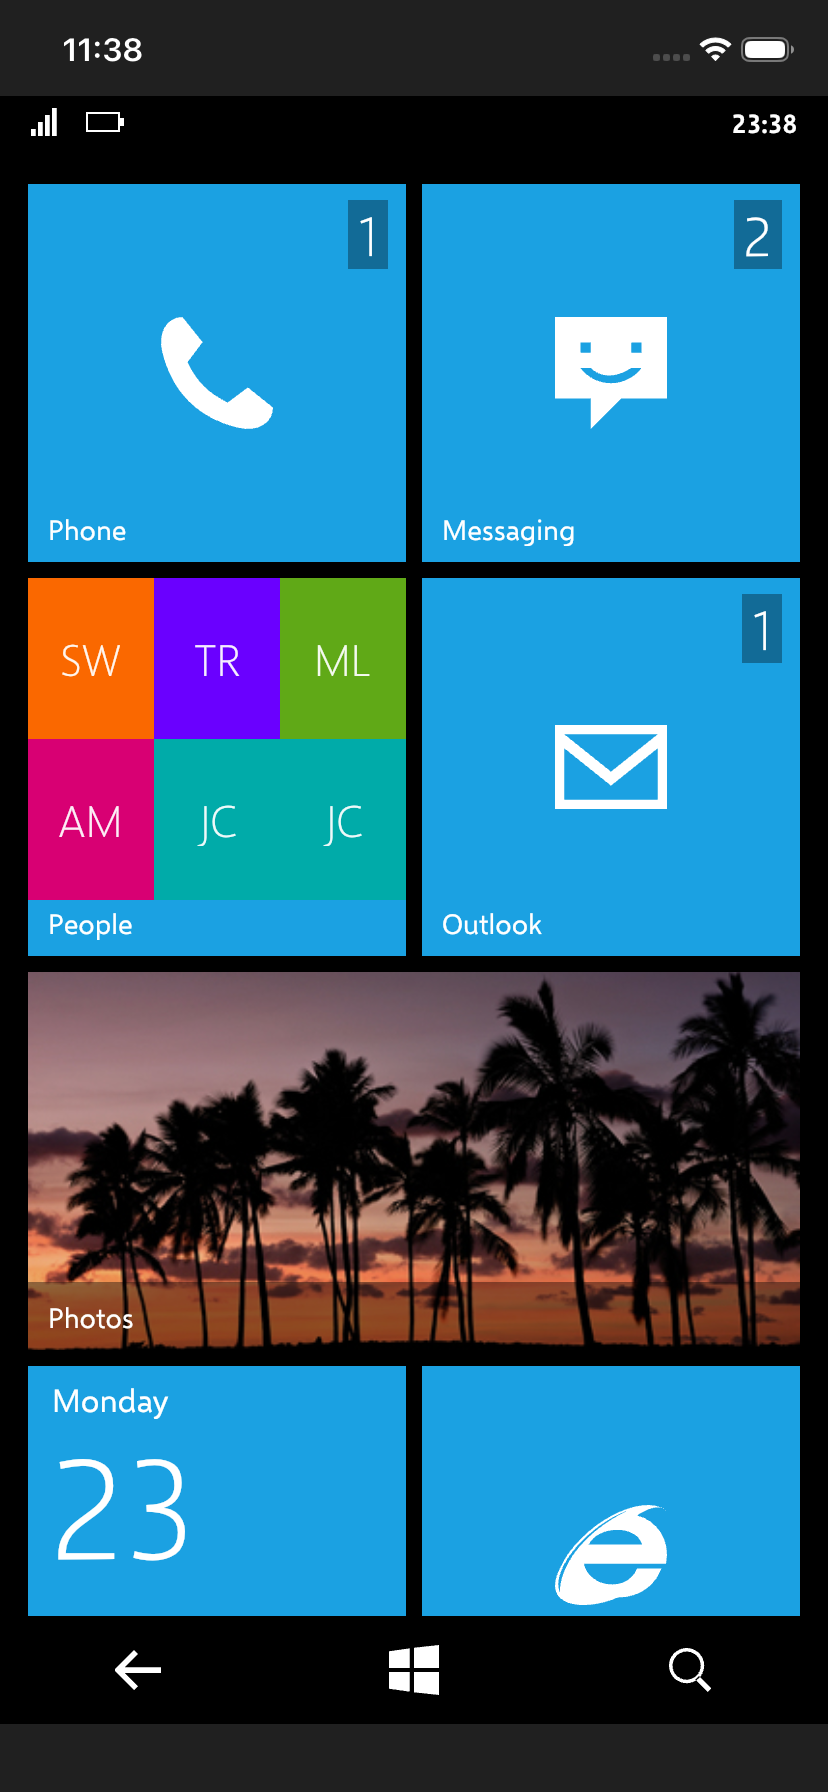 11:38
23:38
1
2
Phone
Messaging
SW TR ML
AM JC JC
People
1
Outlook
Photos
Monday
23